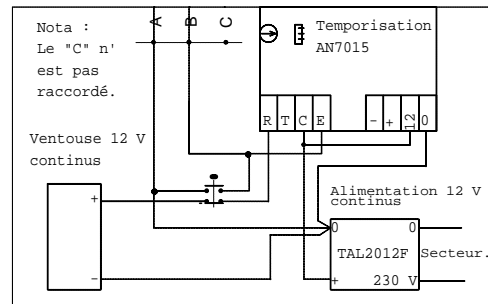 Nota :
Le "C" n'
est pas
raccordé.
A
B
C
Temporisation
AN7015
R T C E
- + 12 0
Ventouse 12 V
continus
+
-
Alimentation 12 V
continus
0 0
TAL2012F
Secteur.
+ 230 V